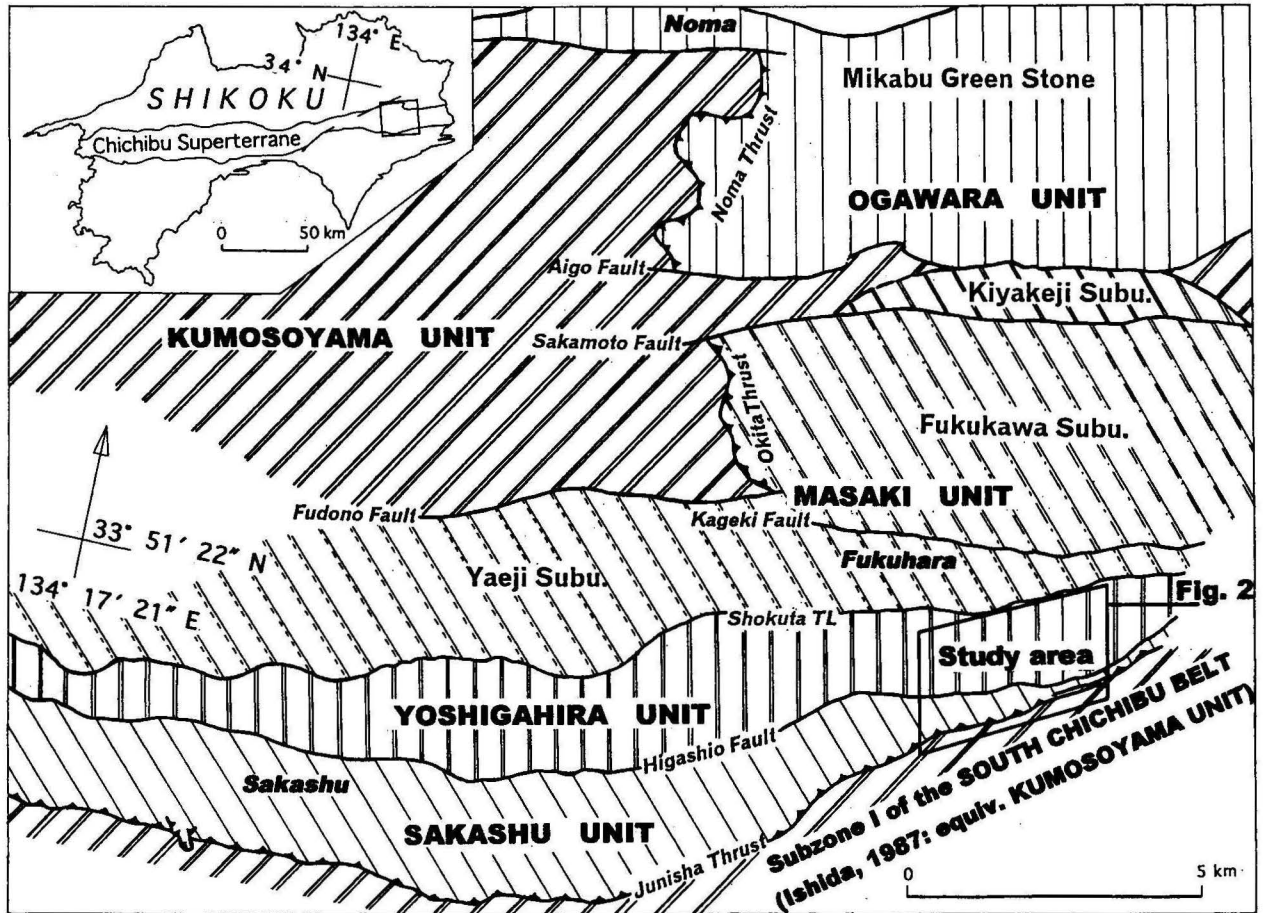 134° E
34° N
SHIKOKU
Chichibu Superterrane
0 50 km
Noma
Mikabu Green Stone
Noma Thrust
OGAWARA UNIT
Aigo Fault
Kiyakeji Subu.
KUMOSOYAMA UNIT
Sakamoto Fault
Okita Thrust
Fukukawa Subu.
MASAKI UNIT
Fudono Fault
Kageki Fault
33° 51′ 22″ N
134° 17′ 21″ E
Yaeji Subu.
Fukuhara
Shokuta TL
Fig. 2
Study area
YOSHIGAHIRA UNIT
Higashio Fault
Sakashu
SAKASHU UNIT
Junisha Thrust
Subzone I of the SOUTH CHICHIBU BELT
(Ishida, 1987: equiv. KUMOSOYAMA UNIT)
0 5 km